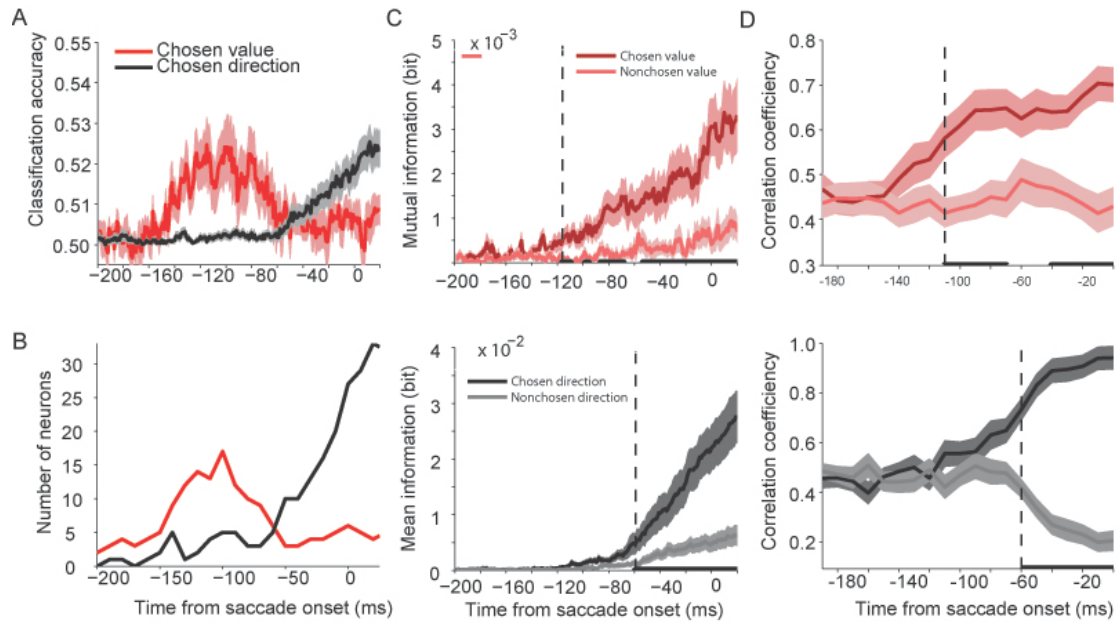 A
Chosen value
Chosen direction
Classification accuracy
0.55
0.54
0.53
0.52
0.51
0.50
−200 −160 −120 −80 −40 0
B
Number of neurons
30
25
20
15
10
5
0
−200 −150 −100 −50 0
Time from saccade onset (ms)
C
x 10⁻³
Chosen value
Nonchosen value
Mutual information (bit)
5
4
3
2
1
−200 −160 −120 −80 −40 0
x 10⁻²
Chosen direction
Nonchosen direction
Mean information (bit)
4
2
0
−200 −160 −120 −80 −40 0
Time from saccade onset (ms)
D
Correlation coefficiency
0.8
0.7
0.6
0.5
0.4
0.3
-180 -140 -100 -60 -20
Correlation coefficiency
1.0
0.8
0.6
0.4
0.2
-180 -140 -100 -60 -20
Time from saccade onset (ms)